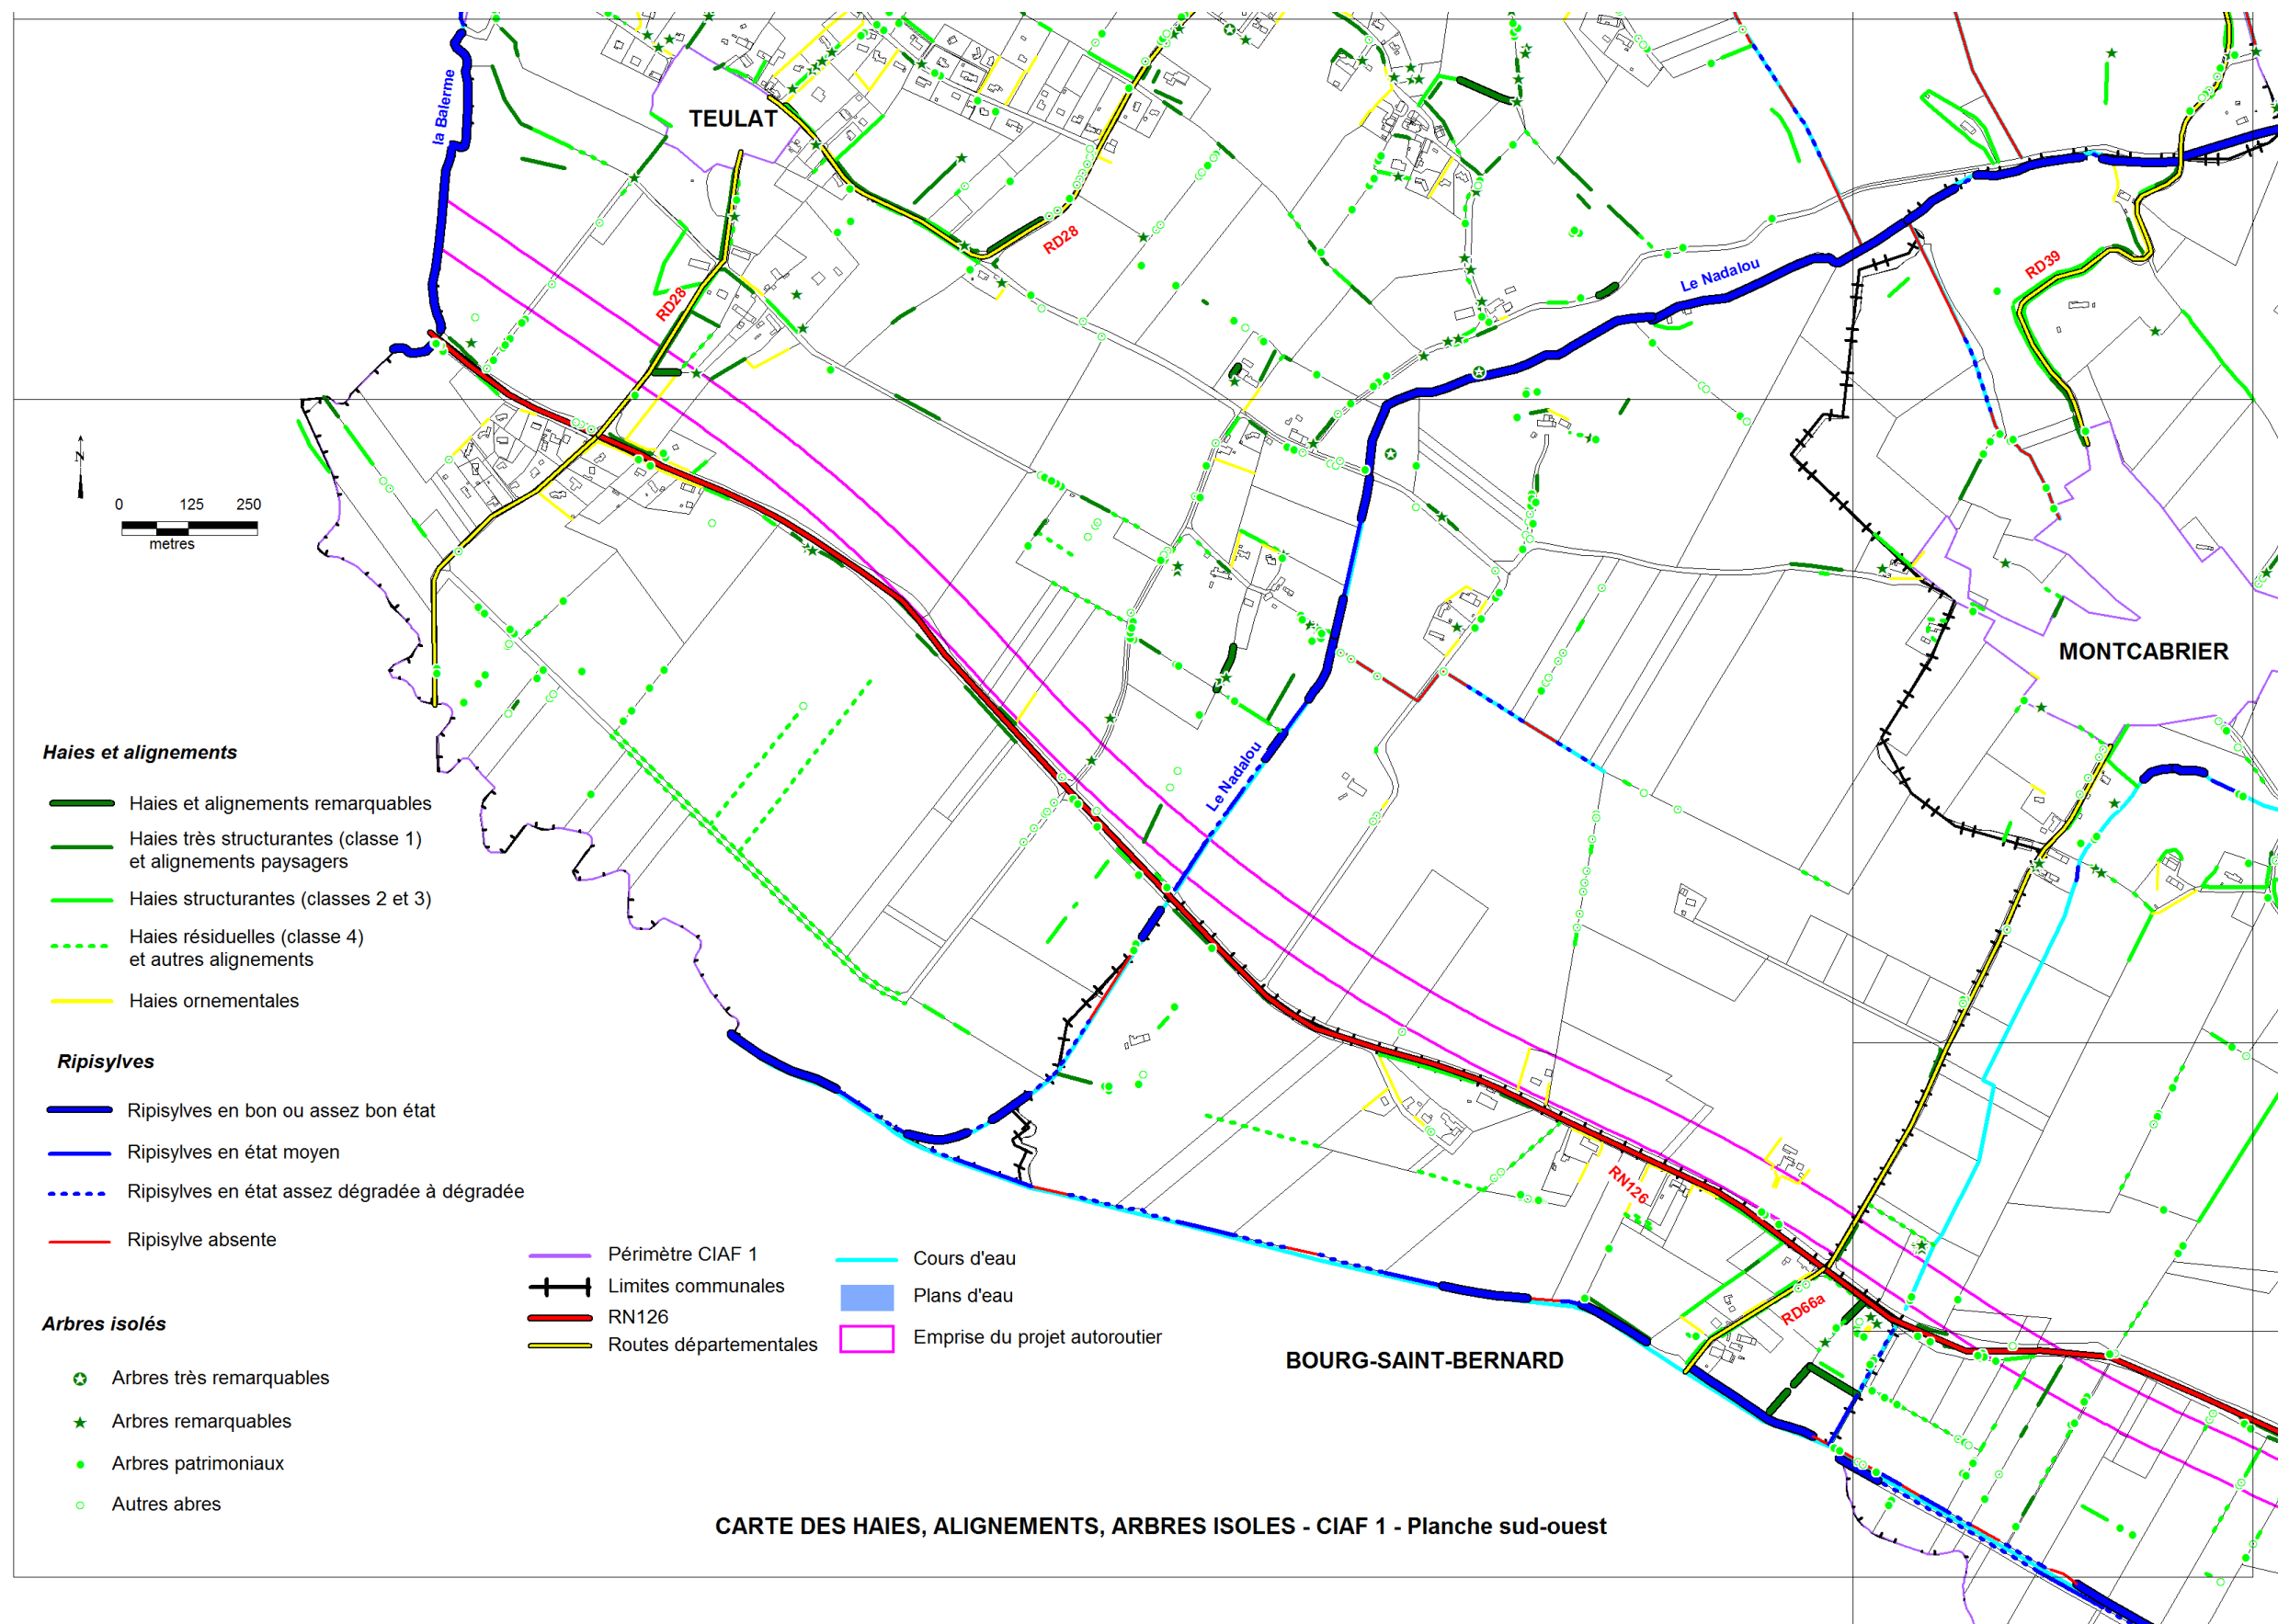 la Balerme
TEULAT
RD28
RD28
Le Nadalou
RD39
N
0 125 250
metres
MONTCABRIER
Le Nadalou
Haies et alignements
Haies et alignements remarquables
Haies très structurantes (classe 1)
et alignements paysagers
Haies structurantes (classes 2 et 3)
Haies résiduelles (classe 4)
et autres alignements
Haies ornementales
Ripisylves
Ripisylves en bon ou assez bon état
Ripisylves en état moyen
Ripisylves en état assez dégradée à dégradée
Ripisylve absente
Arbres isolés
Arbres très remarquables
Arbres remarquables
Arbres patrimoniaux
Autres abres
Périmètre CIAF 1
Limites communales
RN126
Routes départementales
Cours d'eau
Plans d'eau
Emprise du projet autoroutier
RN126
RD66a
BOURG-SAINT-BERNARD
CARTE DES HAIES, ALIGNEMENTS, ARBRES ISOLES - CIAF 1 - Planche sud-ouest